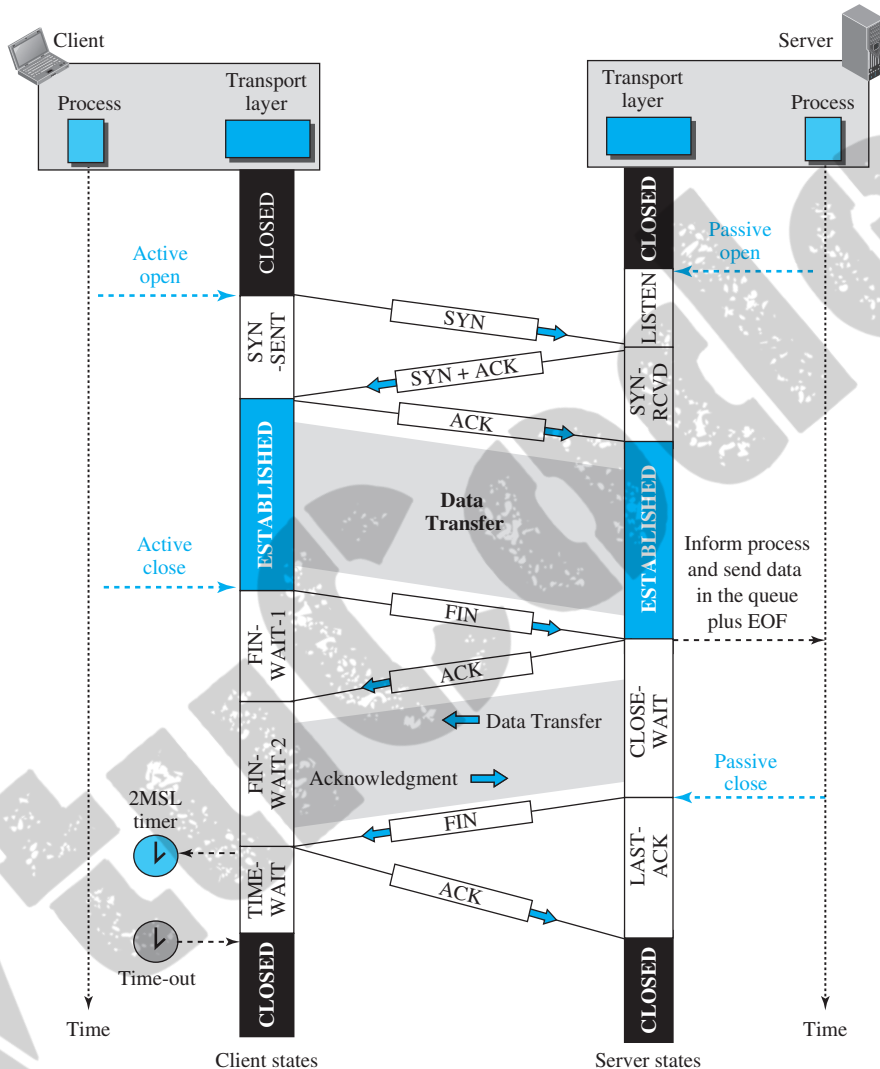 Client
Server
Process
Transport
layer
Transport
layer
Process
CLOSED
CLOSED
Active
open
Passive
open
SYN
LISTEN
SYN
-SENT
SYN + ACK
SYN-
RCVD
ACK
ESTABLISHED
Data
Transfer
ESTABLISHED
Active
close
Inform process
and send data
in the queue
plus EOF
FIN
FIN-
WAIT-1
ACK
Data Transfer
CLOSE-
WAIT
FIN-
WAIT-2
Acknowledgment
Passive
close
2MSL
timer
FIN
LAST-
ACK
TIME-
WAIT
ACK
Time-out
CLOSED
CLOSED
Time
Time
Client states
Server states